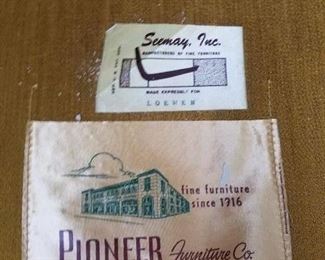 Seemay, Inc.
MANUFACTURERS OF FINE FURNITURE
MADE EXPRESSLY FOR
LOEWEN
fine furniture
since 1916
PIONEER Furniture Co.